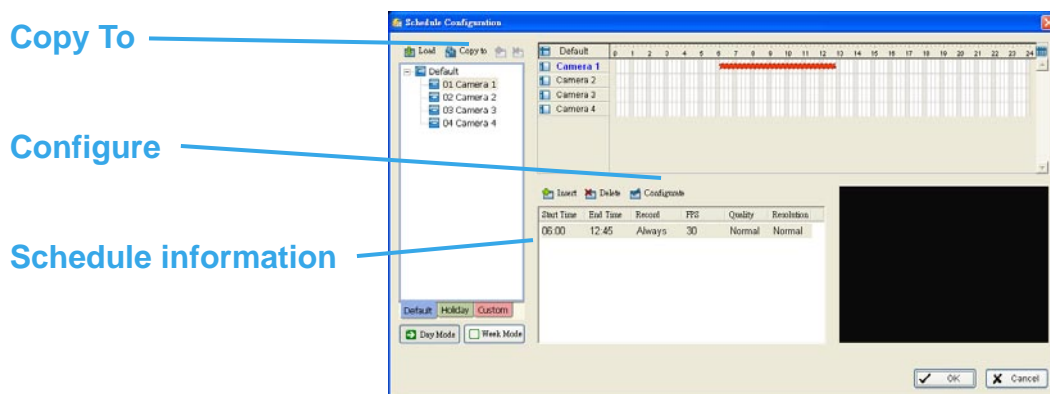 Copy To
Configure
Schedule information
Schedule Configuration
Load Copy to
Default
01 Camera 1
02 Camera 2
03 Camera 3
04 Camera 4
Default Holiday Custom
Day Mode Week Mode
Default 0 1 2 3 4 5 6 7 8 9 10 11 12 13 14 15 16 17 18 19 20 21 22 23 24
Camera 1
Camera 2
Camera 3
Camera 4
Insert Delete Configurate
Start Time End Time Record FPS Quality Resolution
06:00 12:45 Always 30 Normal Normal
OK Cancel